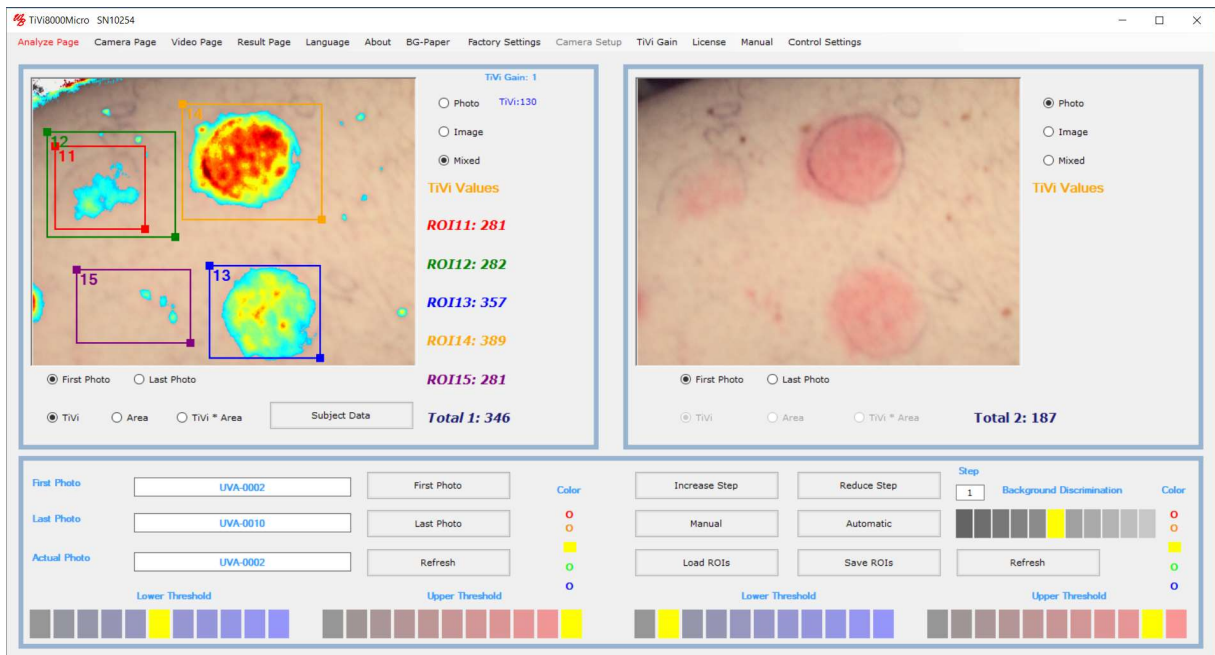 TiVi8000Micro SN10254
Analyze Page Camera Page Video Page Result Page Language About BG-Paper Factory Settings Camera Setup TiVi Gain License Manual Control Settings
TiVi Gain: 1
Photo TiVi:130
Image
Mixed
TiVi Values
ROI11: 281
ROI12: 282
ROI13: 357
ROI14: 389
ROI15: 281
14
12
11
15
13
First Photo Last Photo
TiVi Area TiVi * Area Subject Data Total 1: 346
Photo
Image
Mixed
TiVi Values
First Photo Last Photo
TiVi Area TiVi * Area Total 2: 187
First Photo UVA-0002 First Photo Color
Last Photo UVA-0010 Last Photo
Actual Photo UVA-0002 Refresh
Lower Threshold Upper Threshold
Increase Step Reduce Step Step 1 Background Discrimination Color
Manual Automatic
Load ROIs Save ROIs Refresh
Lower Threshold Upper Threshold